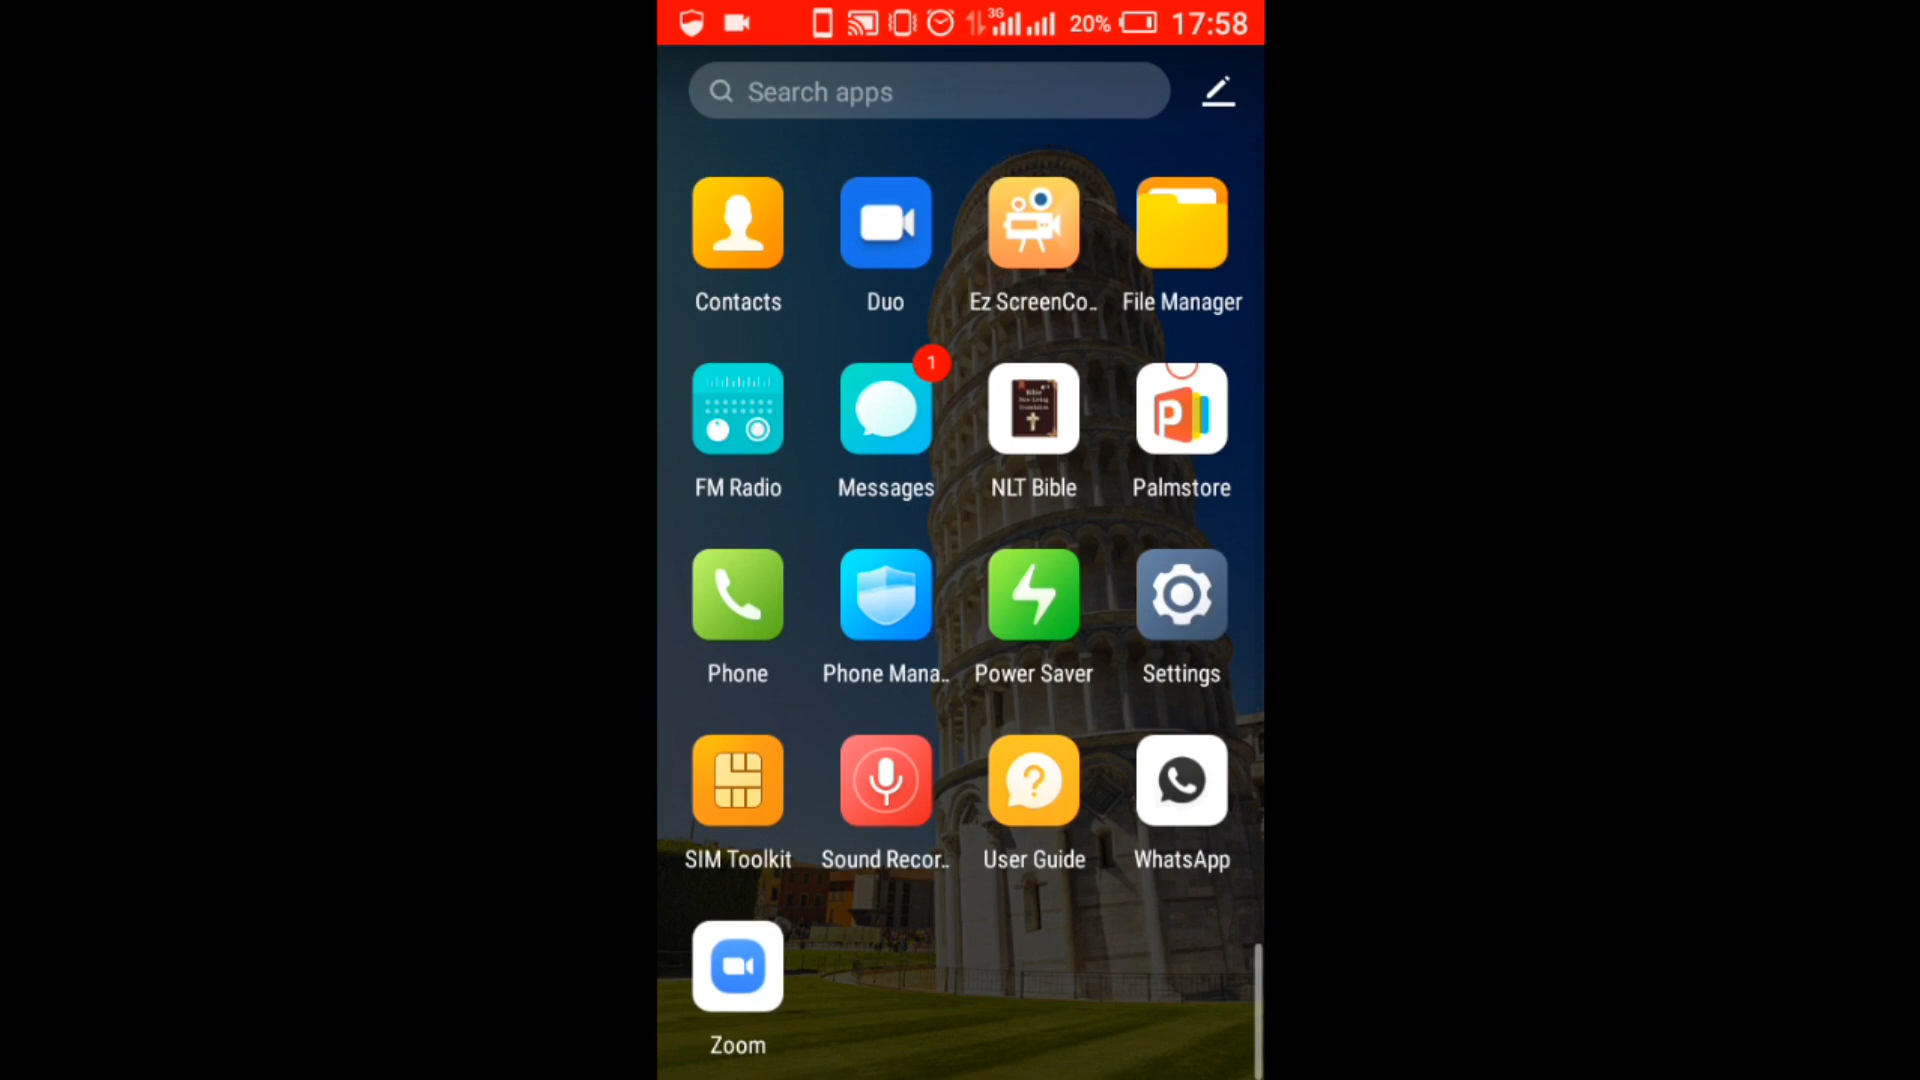 3G 20% 17:58
Search apps
Contacts Duo Ez ScreenCo.. File Manager
1
FM Radio Messages NLT Bible Palmstore
Phone Phone Mana.. Power Saver Settings
SIM Toolkit Sound Recor.. User Guide WhatsApp
Zoom